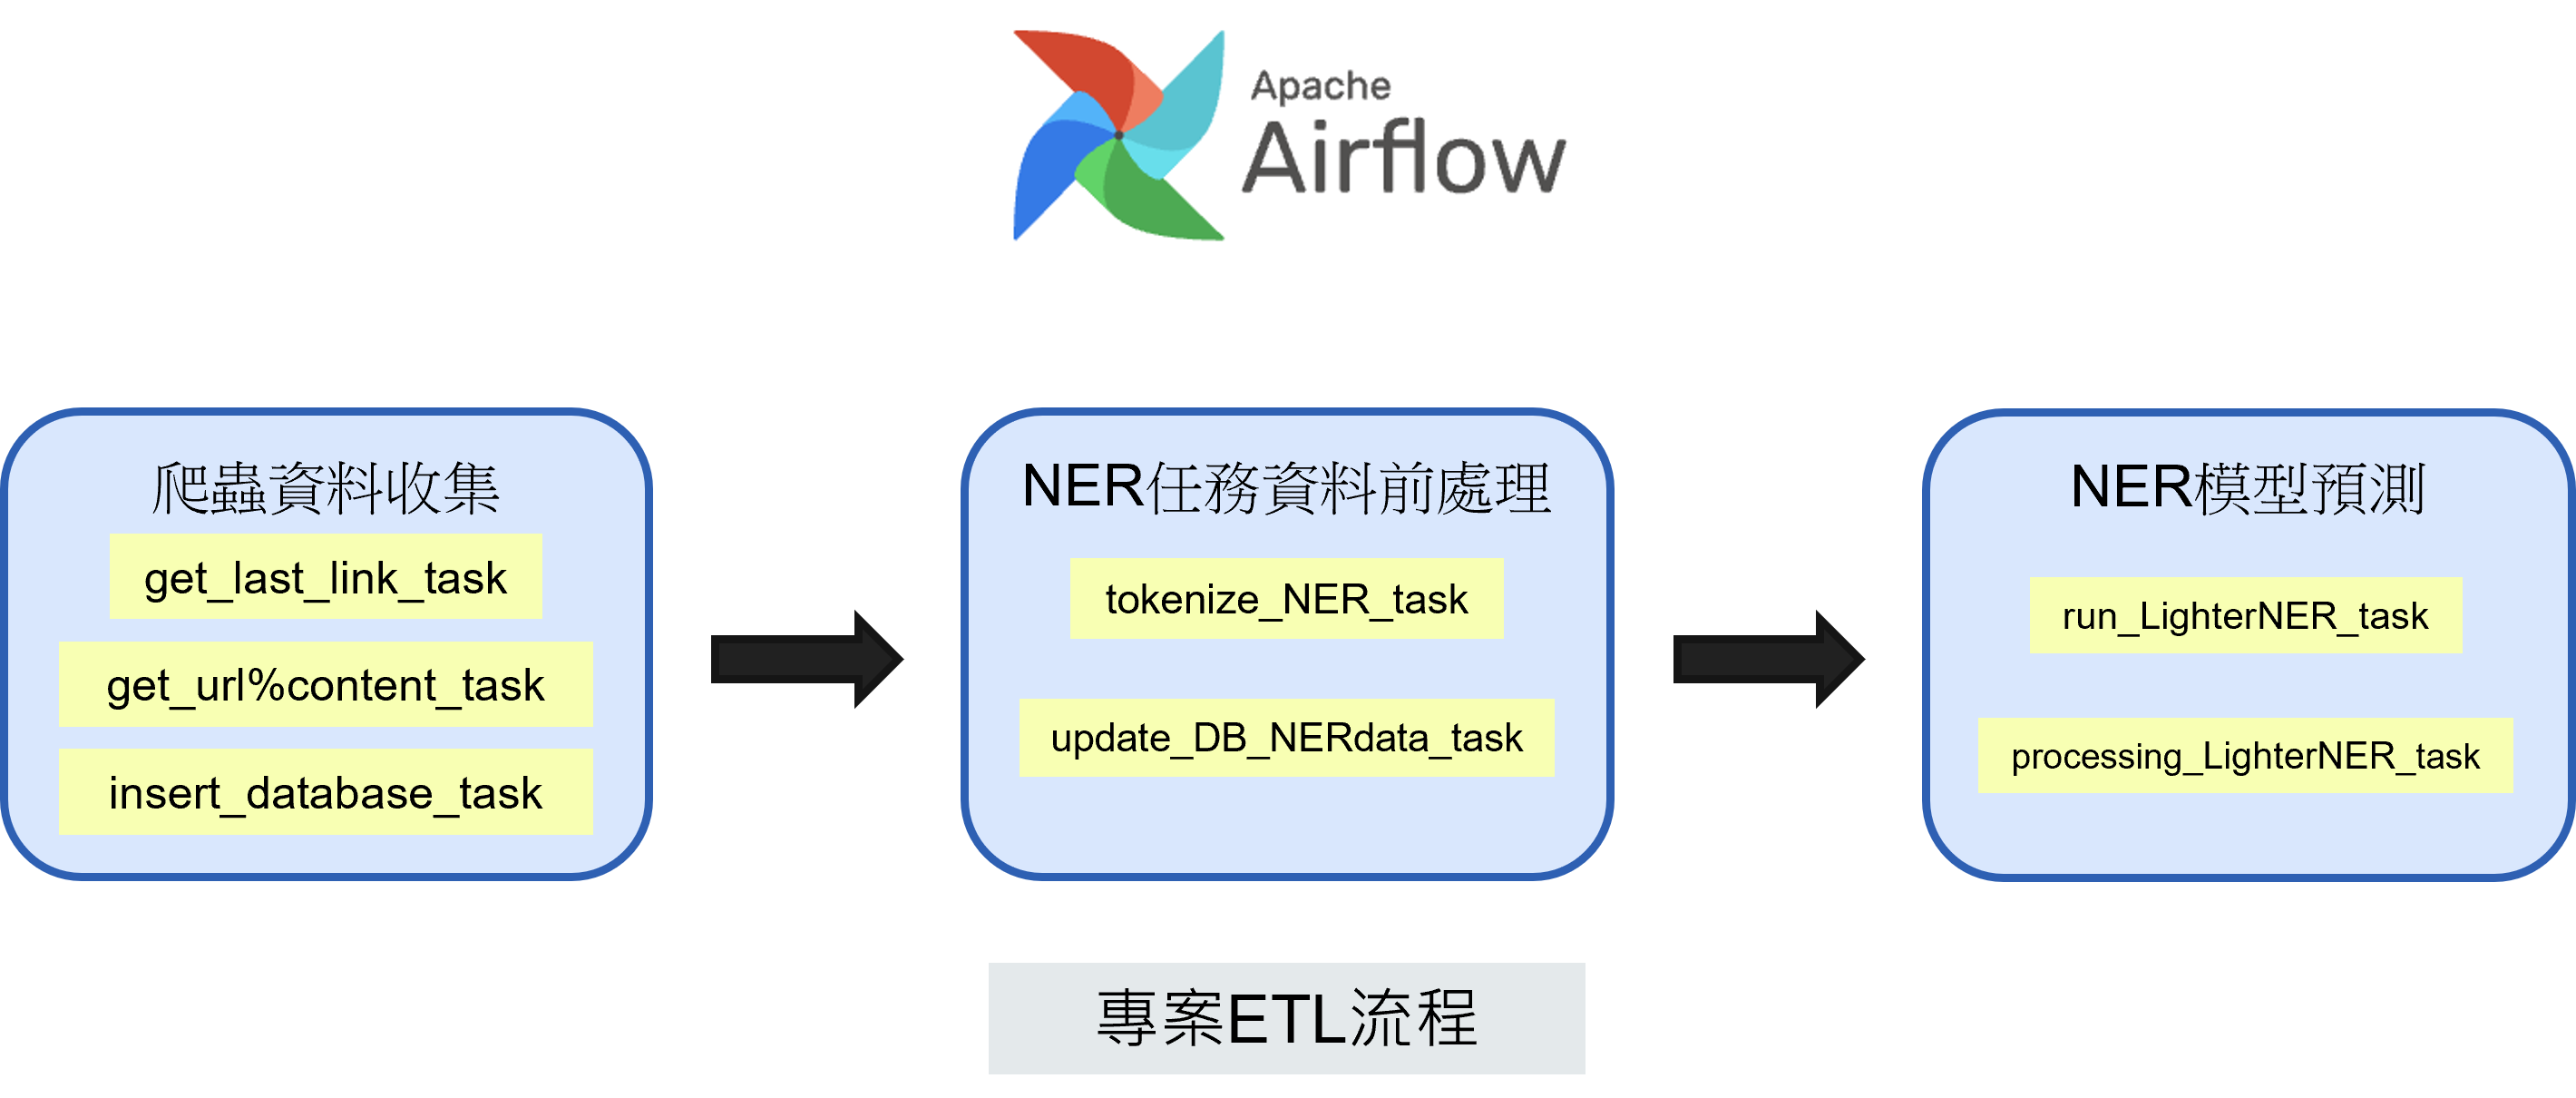 Apache
Airflow
爬蟲資料收集
get_last_link_task
get_url%content_task
insert_database_task
NER任務資料前處理
tokenize_NER_task
update_DB_NERdata_task
NER模型預測
run_LighterNER_task
processing_LighterNER_task
專案ETL流程